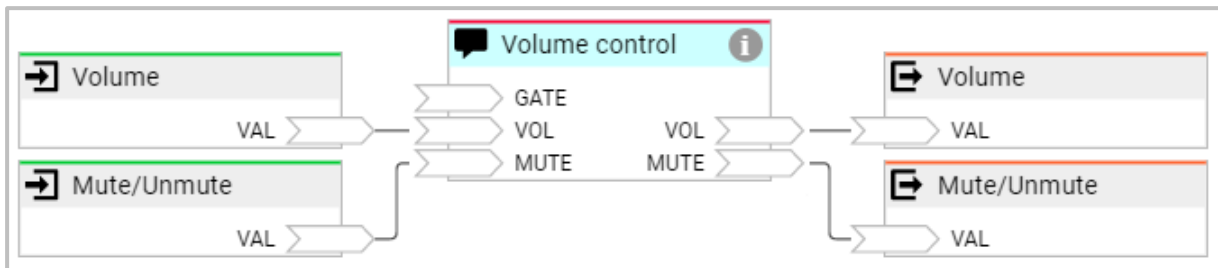 Volume control
Volume
Volume
GATE
VAL
VOL
VOL
VAL
Mute/Unmute
MUTE
MUTE
Mute/Unmute
VAL
VAL